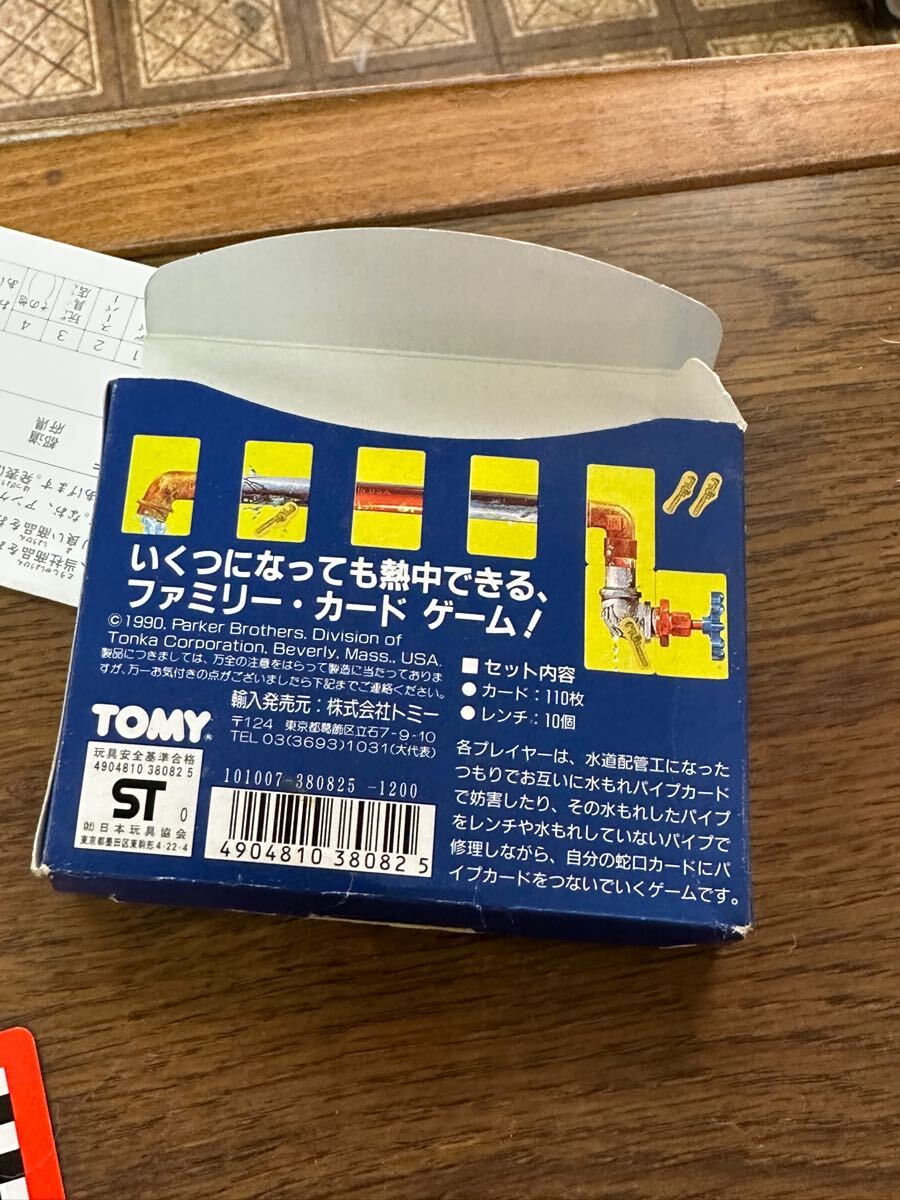 いくつになっても熱中できる、
ファミリー・カード ゲーム!
©1990. Parker Brothers. Division of
Tonka Corporation, Beverly, Mass., USA.
製品につきましては、万全の注意をはらって製造に当たっておりま
すが、万一お気付きの点がございましたら下記までご連絡ください。
輸入発売元:株式会社トミー
〒124 東京都葛飾区立石7-9-10
TEL 03(3693)1031(大代表)
TOMY
玩具安全基準合格
4904810 38082 5
ST
0
㈶日本玩具協会
東京都墨田区東駒形4-22-4
101007-380825 -1200
4904810 380825
■セット内容
●カード:110枚
●レンチ:10個
各プレイヤーは、水道配管工になった
つもりでお互いに水もれパイプカード
で妨害したり、その水もれしたパイプ
をレンチや水もれしていないパイプで
修理しながら、自分の蛇口カードにパ
イプカードをつないでいくゲームです。
IN U.S.A.
都道
府県
1
2
3
4
その他